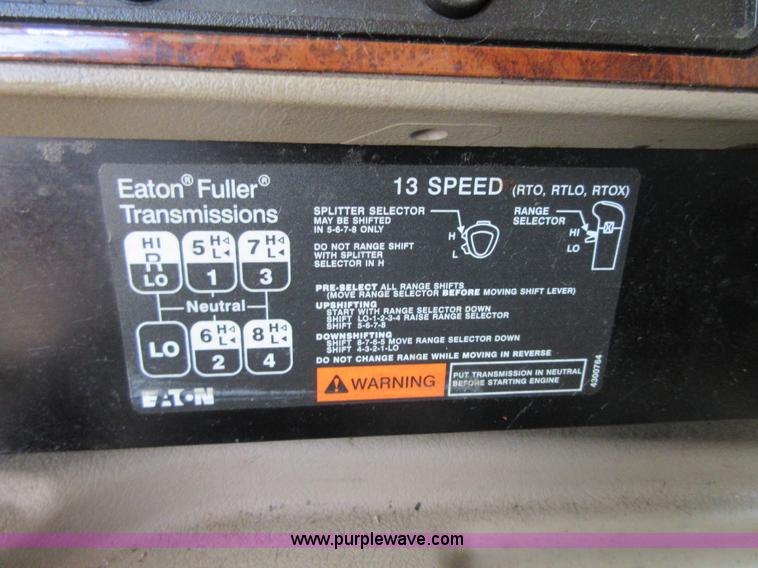 Eaton® Fuller®
Transmissions
13 SPEED (RTO, RTLO, RTOX)
SPLITTER SELECTOR
MAY BE SHIFTED
IN 5-6-7-8 ONLY
DO NOT RANGE SHIFT
WITH SPLITTER
SELECTOR IN H
H
L
RANGE
SELECTOR
HI
LO
HI
R
LO
5 H
L
1
7 H
L
3
Neutral
LO
6 H
L
2
8 H
L
4
PRE-SELECT ALL RANGE SHIFTS
(MOVE RANGE SELECTOR BEFORE MOVING SHIFT LEVER)
UPSHIFTING
START WITH RANGE SELECTOR DOWN
SHIFT LO-1-2-3-4 RAISE RANGE SELECTOR
SHIFT 5-6-7-8
DOWNSHIFTING
SHIFT 8-7-6-5 MOVE RANGE SELECTOR DOWN
SHIFT 4-3-2-1-LO
DO NOT CHANGE RANGE WHILE MOVING IN REVERSE
WARNING
PUT TRANSMISSION IN NEUTRAL
BEFORE STARTING ENGINE
4300764
EATON
www.purplewave.com